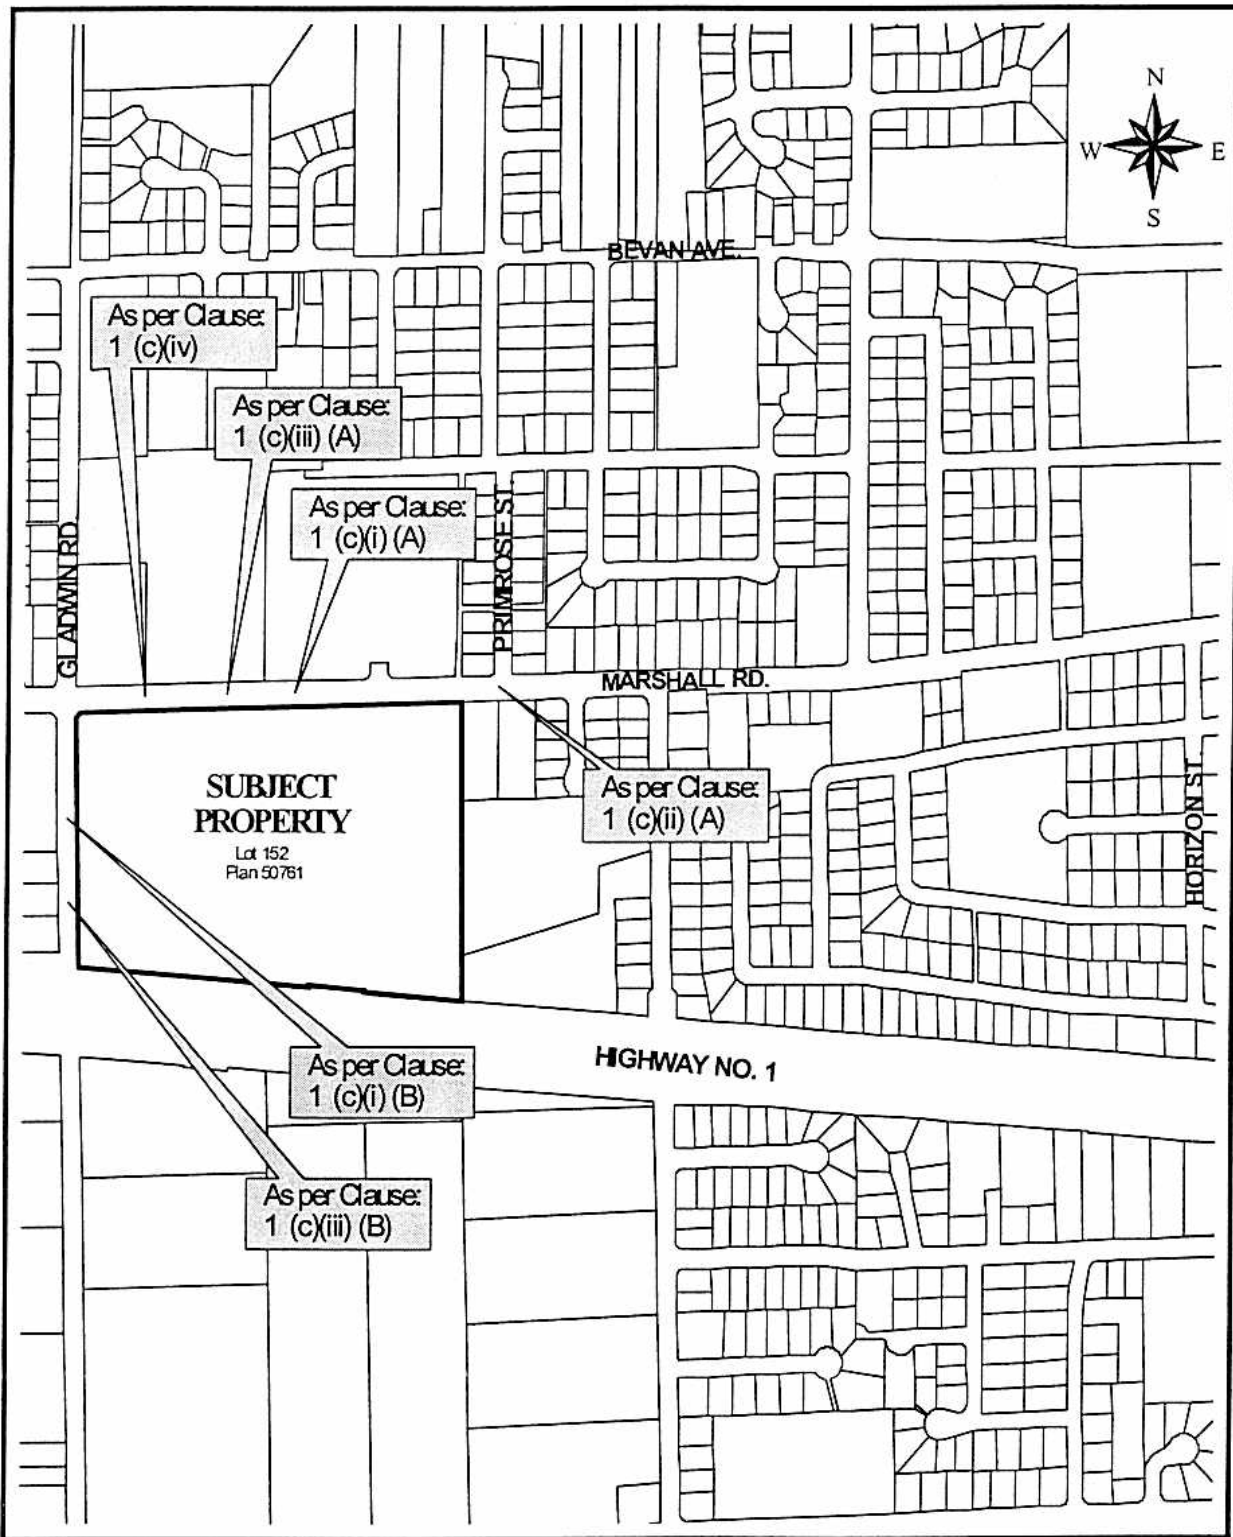 N
W E
S
BEVAN AVE.
As per Clause:
1 (c)(iv)
As per Clause:
1 (c)(iii) (A)
As per Clause:
1 (c)(i) (A)
GLADWIN RD.
PRIMROSE ST.
MARSHALL RD.
SUBJECT
PROPERTY
Lot 152
Plan 50761
As per Clause:
1 (c)(ii) (A)
HORIZON ST.
HIGHWAY NO. 1
As per Clause:
1 (c)(i) (B)
As per Clause:
1 (c)(iii) (B)